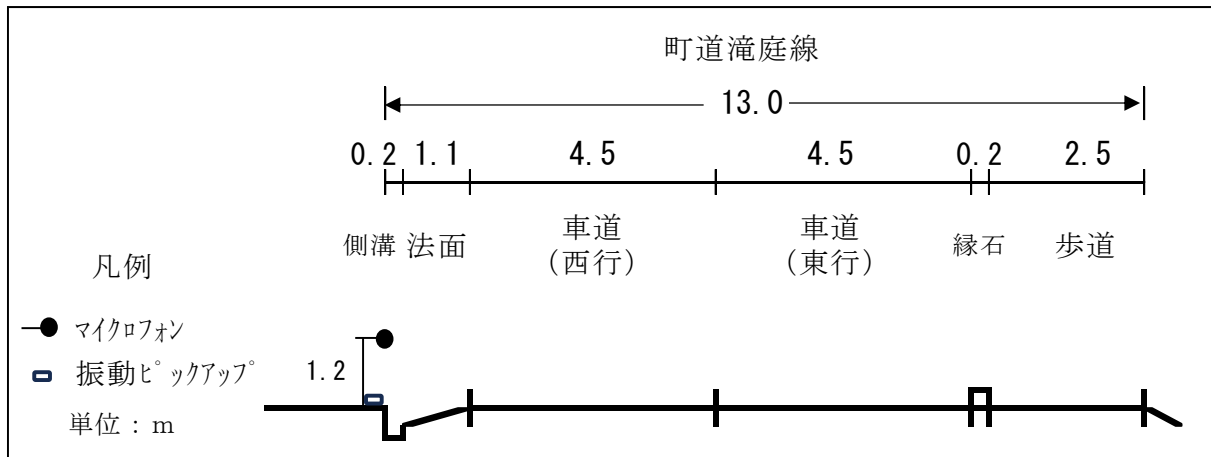 町道滝庭線
13.0
0.2 1.1 4.5 4.5 0.2 2.5
側溝 法面 車道 車道 縁石 歩道
(西行) (東行)
凡例
マイクロフォン
振動ピックアップ
1.2
単位：m